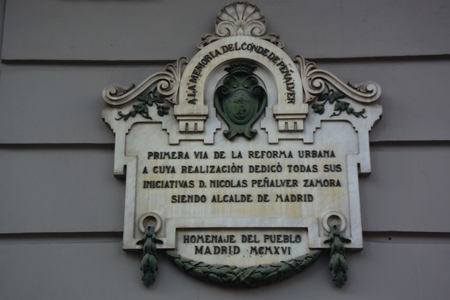 A LA MEMORIA DEL CONDE DE PEÑALVER
PRIMERA VIA DE LA REFORMA URBANA
A CUYA REALIZACIÓN DEDICÓ TODAS SUS
INICIATIVAS D. NICOLAS PEÑALVER ZAMORA
SIENDO ALCALDE DE MADRID
HOMENAJE DEL PUEBLO
MADRID MCMXVI